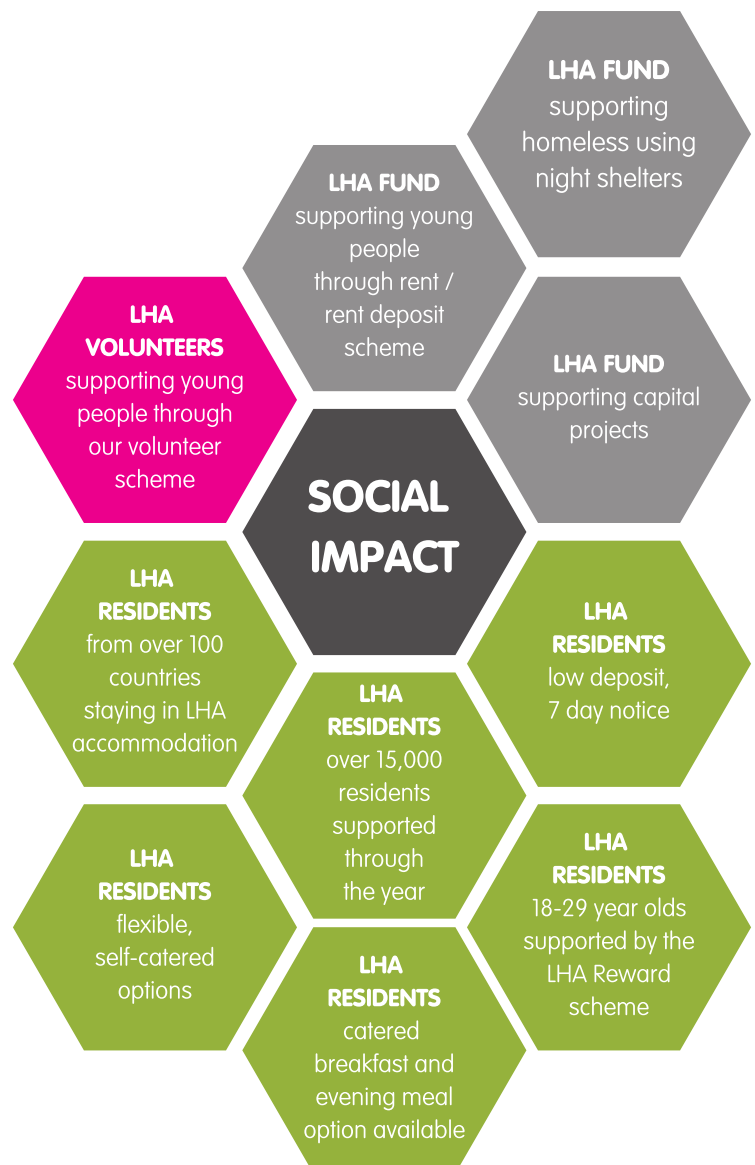 LHA FUND
supporting
homeless using
night shelters
LHA FUND
supporting young
people
through rent /
rent deposit
scheme
LHA
VOLUNTEERS
supporting young
people through
our volunteer
scheme
LHA FUND
supporting capital
projects
SOCIAL
IMPACT
LHA
RESIDENTS
from over 100
countries
staying in LHA
accommodation
LHA
RESIDENTS
low deposit,
7 day notice
LHA
RESIDENTS
over 15,000
residents
supported
through
the year
LHA
RESIDENTS
flexible,
self-catered
options
LHA
RESIDENTS
18-29 year olds
supported by the
LHA Reward
scheme
LHA
RESIDENTS
catered
breakfast and
evening meal
option available